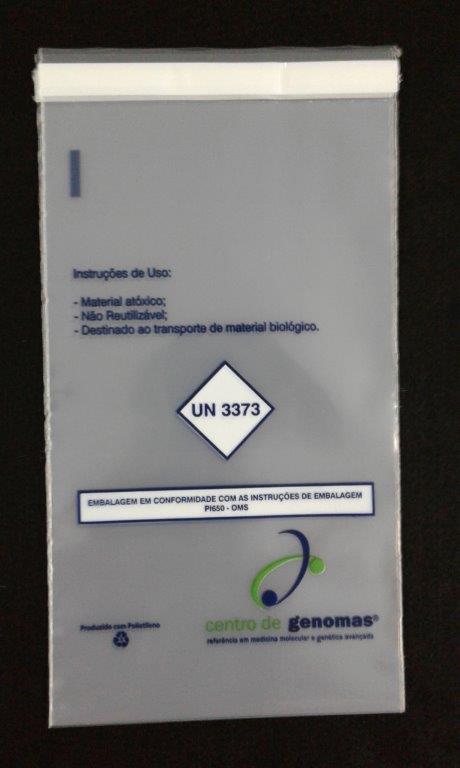 Instruções de Uso:
- Material atóxico;
- Não Reutilizável;
- Destinado ao transporte de material biológico.
UN 3373
EMBALAGEM EM CONFORMIDADE COM AS INSTRUÇÕES DE EMBALAGEM
PI650 - OMS
centro de genomas®
referência em medicina molecular e genética avançada
Produzido com Polietileno